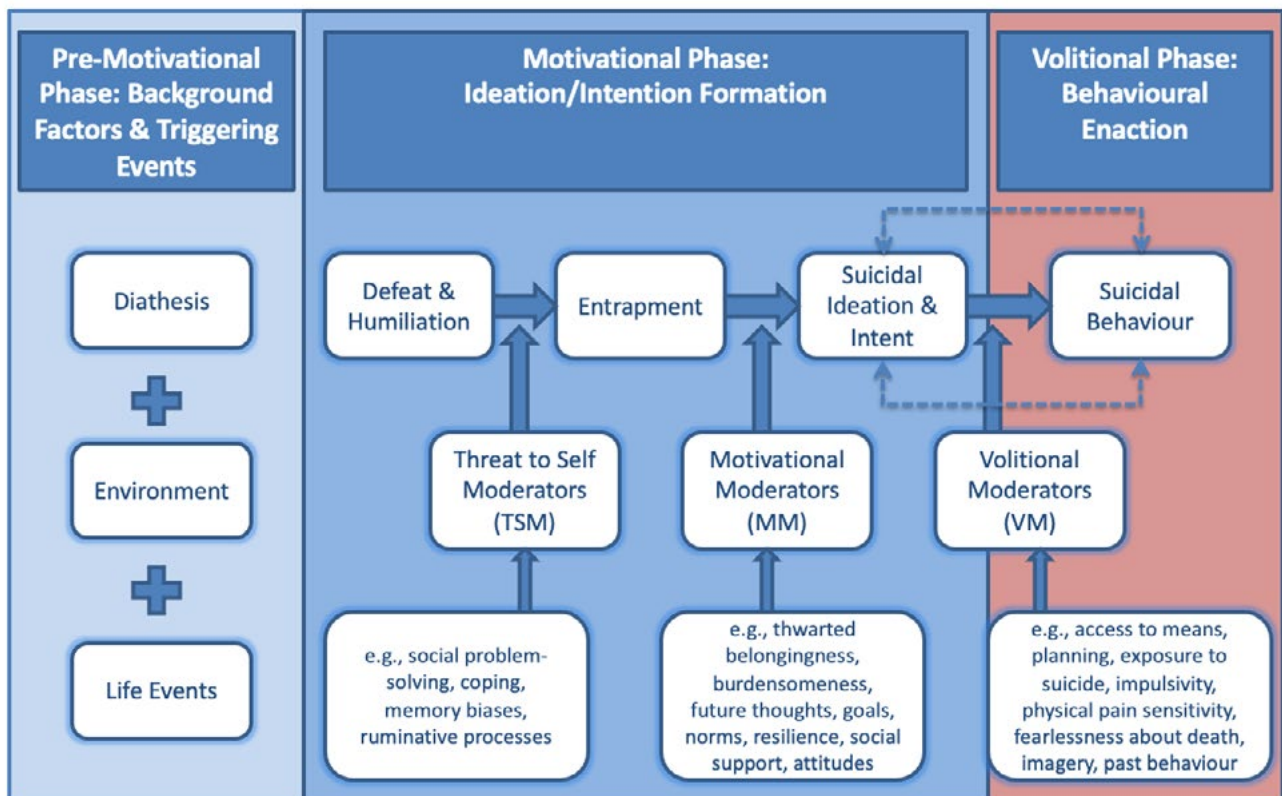 Pre-Motivational
Phase: Background
Factors & Triggering
Events
Motivational Phase:
Ideation/Intention Formation
Volitional Phase:
Behavioural
Enaction
Diathesis
Environment
Life Events
Defeat &
Humiliation
Entrapment
Suicidal
Ideation &
Intent
Suicidal
Behaviour
Threat to Self
Moderators
(TSM)
Motivational
Moderators
(MM)
Volitional
Moderators
(VM)
e.g., social problem-
solving, coping,
memory biases,
ruminative processes
e.g., thwarted
belongingness,
burdensomeness,
future thoughts, goals,
norms, resilience, social
support, attitudes
e.g., access to means,
planning, exposure to
suicide, impulsivity,
physical pain sensitivity,
fearlessness about death,
imagery, past behaviour